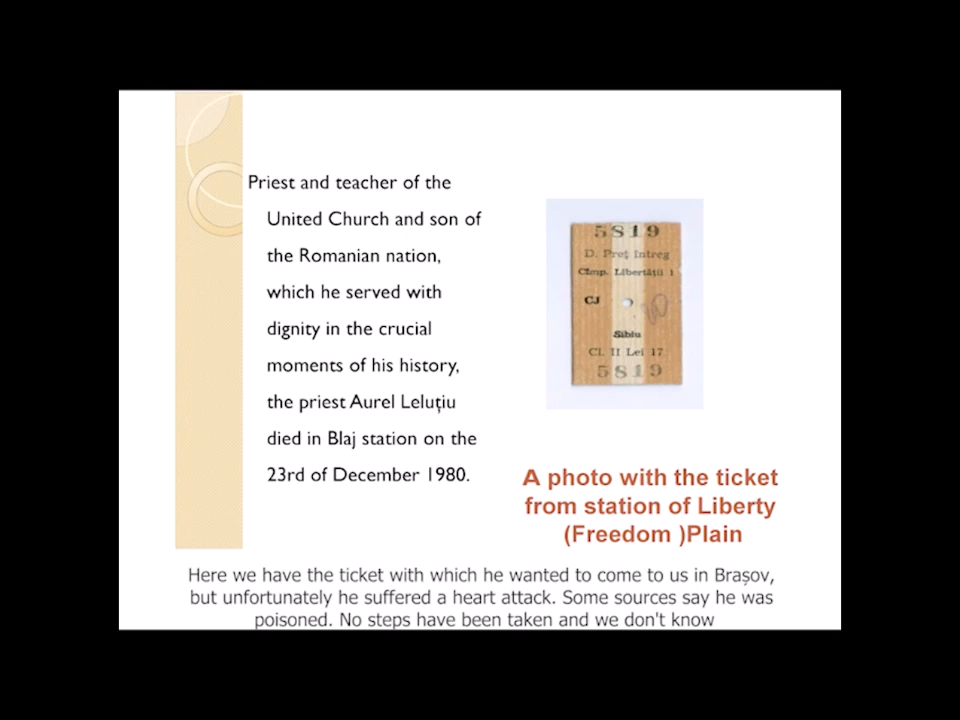 Priest and teacher of the
United Church and son of
the Romanian nation,
which he served with
dignity in the crucial
moments of his history,
the priest Aurel Leluțiu
died in Blaj station on the
23rd of December 1980.
5819
D. Preţ întreg
Cîmp. Libertăţii 1
CJ
Sibiu
Cl. II Lei 17
5819
A photo with the ticket
from station of Liberty
(Freedom )Plain
Here we have the ticket with which he wanted to come to us in Brașov,
but unfortunately he suffered a heart attack. Some sources say he was
poisoned. No steps have been taken and we don't know